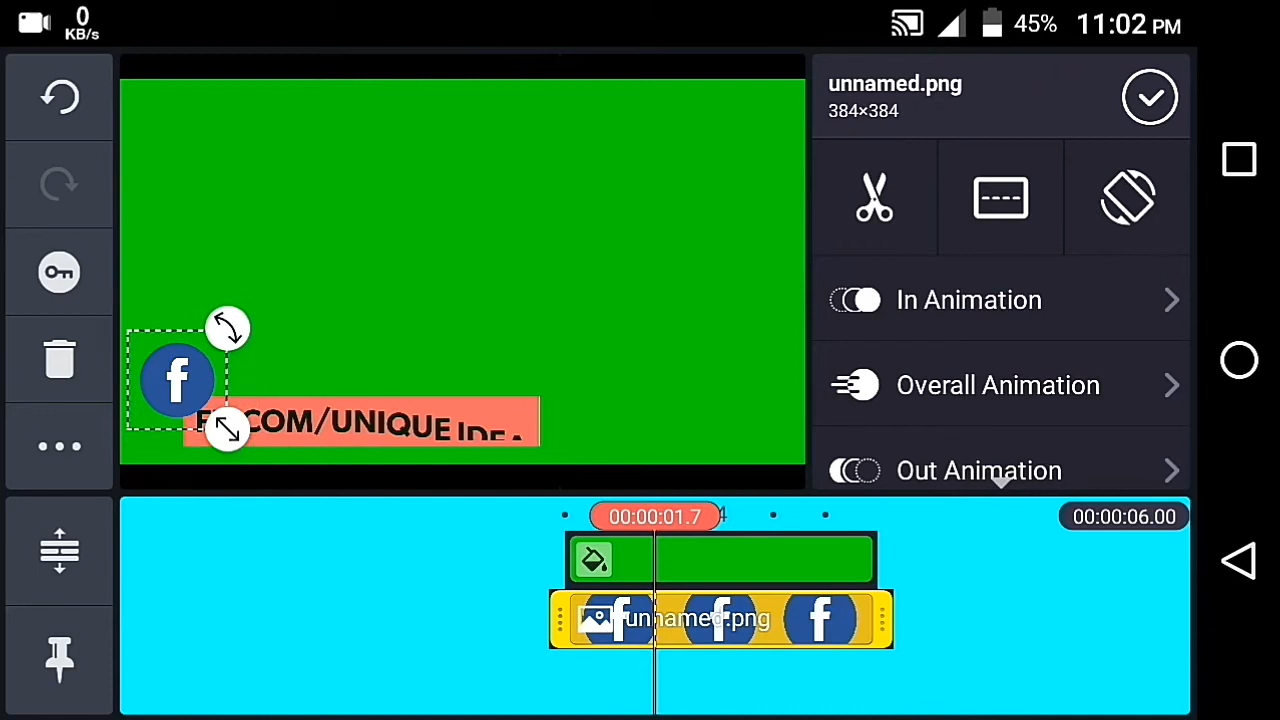 0
KB/s
45%
11:02 PM
unnamed.png
384×384
In Animation
Overall Animation
Out Animation
f
COM/UNIQUE
00:00:01.7
4
00:00:06.00
f f f
unnamed.png